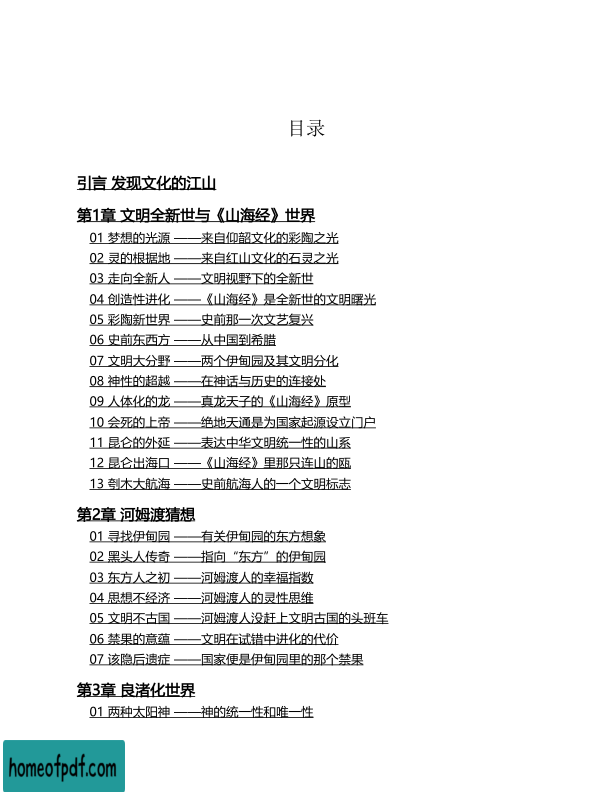 目录
引言 发现文化的江山
第1章 文明全新世与《山海经》世界
01 梦想的光源 ——来自仰韶文化的彩陶之光
02 灵的根据地 ——来自红山文化的石灵之光
03 走向全新人 ——文明视野下的全新世
04 创造性进化 ——《山海经》是全新世的文明曙光
05 彩陶新世界 ——史前那一次文艺复兴
06 史前东西方 ——从中国到希腊
07 文明大分野 ——两个伊甸园及其文明分化
08 神性的超越 ——在神话与历史的连接处
09 人体化的龙 ——真龙天子的《山海经》原型
10 会死的上帝 ——绝地天通是为国家起源设立门户
11 昆仑的外延 ——表达中华文明统一性的山系
12 昆仑出海口 ——《山海经》里那只连山的瓯
13 刳木大航海 ——史前航海人的一个文明标志
第2章 河姆渡猜想
01 寻找伊甸园 ——有关伊甸园的东方想象
02 黑头人传奇 ——指向“东方”的伊甸园
03 东方人之初 ——河姆渡人的幸福指数
04 思想不经济 ——河姆渡人的灵性思维
05 文明不古国 ——河姆渡人没赶上文明古国的头班车
06 禁果的意蕴 ——文明在试错中进化的代价
07 该隐后遗症 ——国家便是伊甸园里的那个禁果
第3章 良渚化世界
01 两种太阳神 ——神的统一性和唯一性
homeofpdf.com